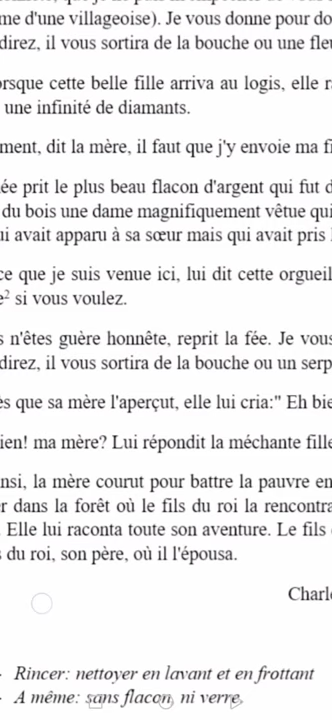 me d'une villageoise). Je vous donne pour do
direz, il vous sortira de la bouche ou une fle
orsque cette belle fille arriva au logis, elle
une infinité de diamants.
ment, dit la mère, il faut que j'y envoie ma
ée prit le plus beau flacon d'argent qui fut
du bois une dame magnifiquement vêtue qui
ui avait apparu à sa sœur mais qui avait pris
ce que je suis venue ici, lui dit cette orgueil
e² si vous voulez.
s n'êtes guère honnête, reprit la fée. Je vous
direz, il vous sortira de la bouche ou un serp
ès que sa mère l'aperçut, elle lui cria:" Eh bie
ien! ma mère? Lui répondit la méchante fille
nsi, la mère courut pour battre la pauvre en
r dans la forêt où le fils du roi la rencontra
. Elle lui raconta toute son aventure. Le fils
s du roi, son père, où il l'épousa.
Charl
- Rincer: nettoyer en lavant et en frottant
- A même: sans flacon, ni verre.